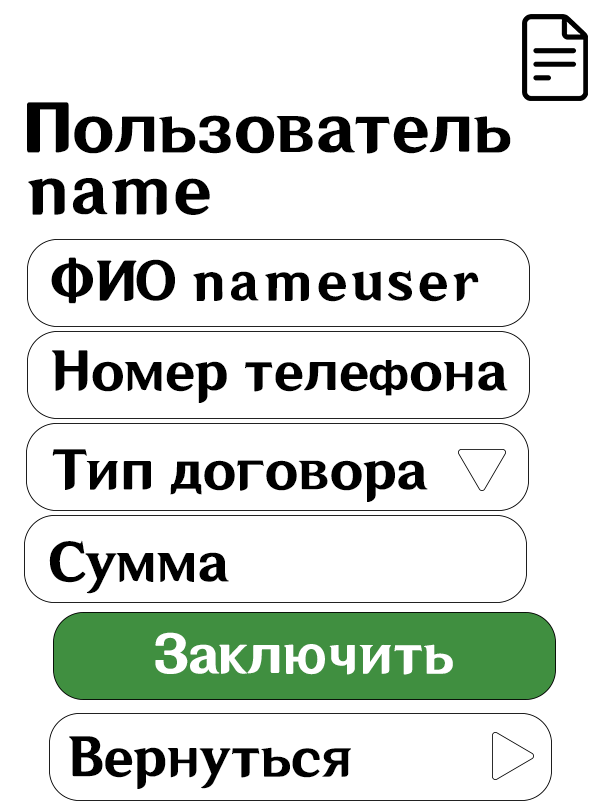 Пользователь
name
ФИО nameuser
Номер телефона
Тип договора
Сумма
Заключить
Вернуться